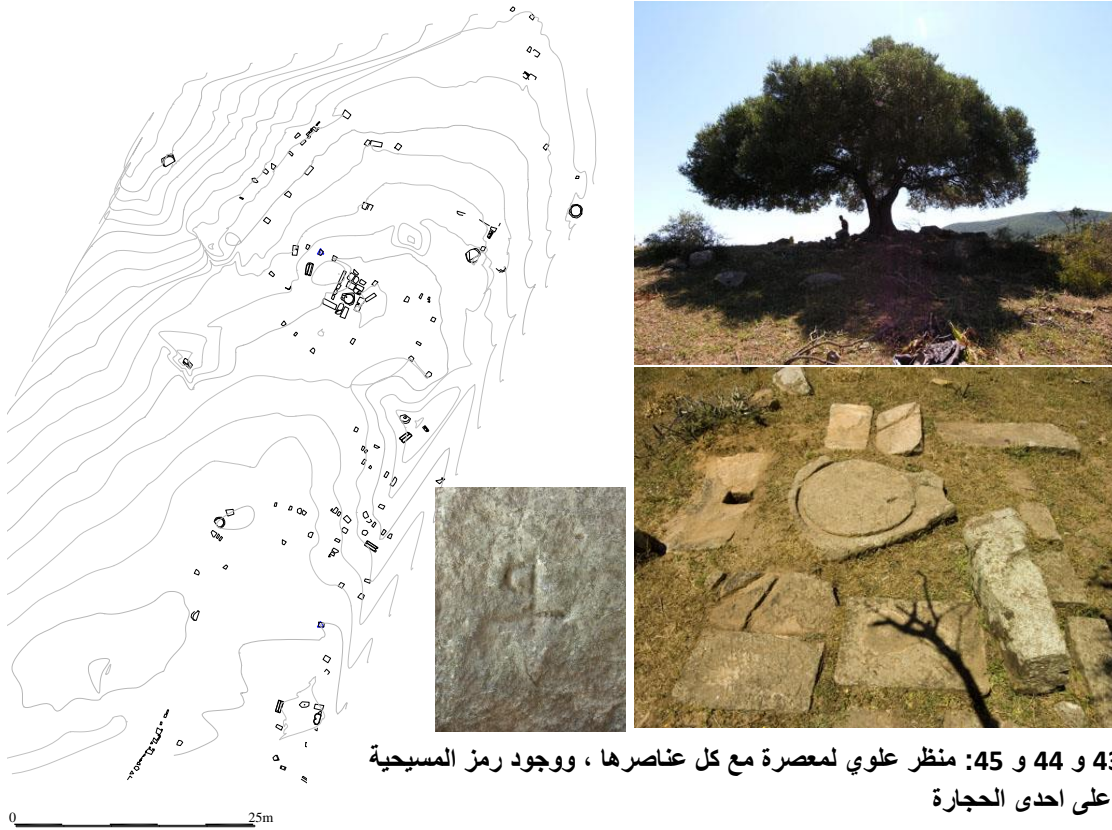 0 25m
43 و 44 و 45: منظر علوي لمعصرة مع كل عناصرها ، ووجود رمز المسيحية
على احدى الحجارة